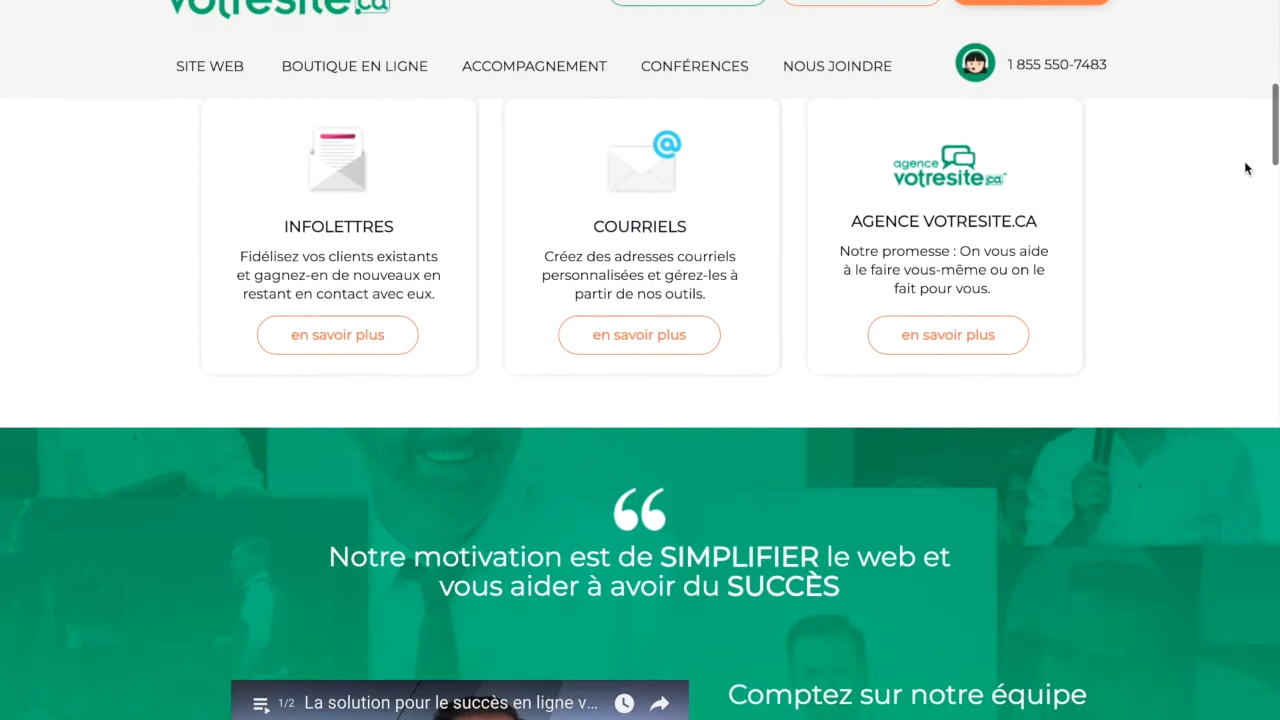 votresite.ca
SITE WEB BOUTIQUE EN LIGNE ACCOMPAGNEMENT CONFÉRENCES NOUS JOINDRE 1 855 550-7483
INFOLETTRES
Fidélisez vos clients existants
et gagnez-en de nouveaux en
restant en contact avec eux.
en savoir plus
@
COURRIELS
Créez des adresses courriels
personnalisées et gérez-les à
partir de nos outils.
en savoir plus
agence
votresite.ca
AGENCE VOTRESITE.CA
Notre promesse : On vous aide
à le faire vous-même ou on le
fait pour vous.
en savoir plus
“
Notre motivation est de SIMPLIFIER le web et
vous aider à avoir du SUCCÈS
1/2 La solution pour le succès en ligne v...
Comptez sur notre équipe